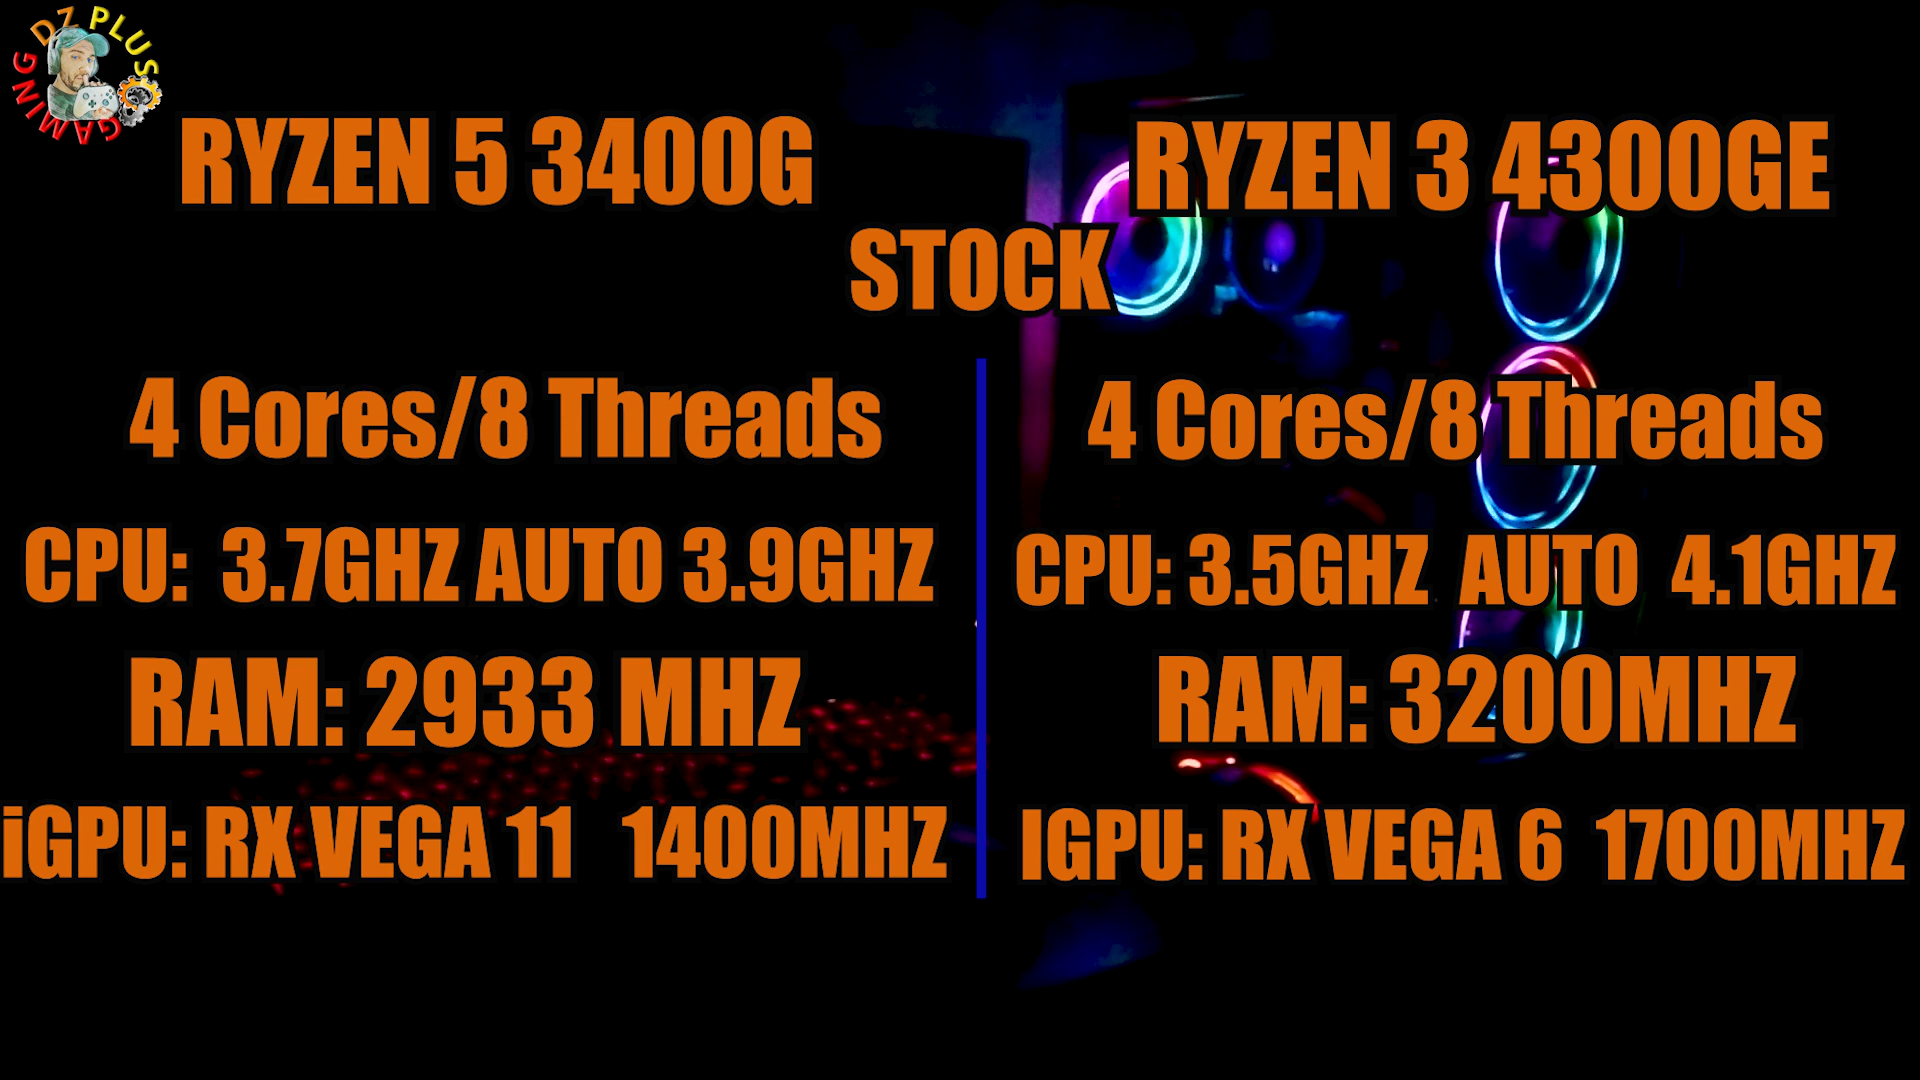 GAMING DZ PLUS
RYZEN 5 3400G
RYZEN 3 4300GE
STOCK
4 Cores/8 Threads
CPU: 3.7GHZ AUTO 3.9GHZ
RAM: 2933 MHZ
iGPU: RX VEGA 11 1400MHZ
4 Cores/8 Threads
CPU: 3.5GHZ AUTO 4.1GHZ
RAM: 3200MHZ
IGPU: RX VEGA 6 1700MHZ